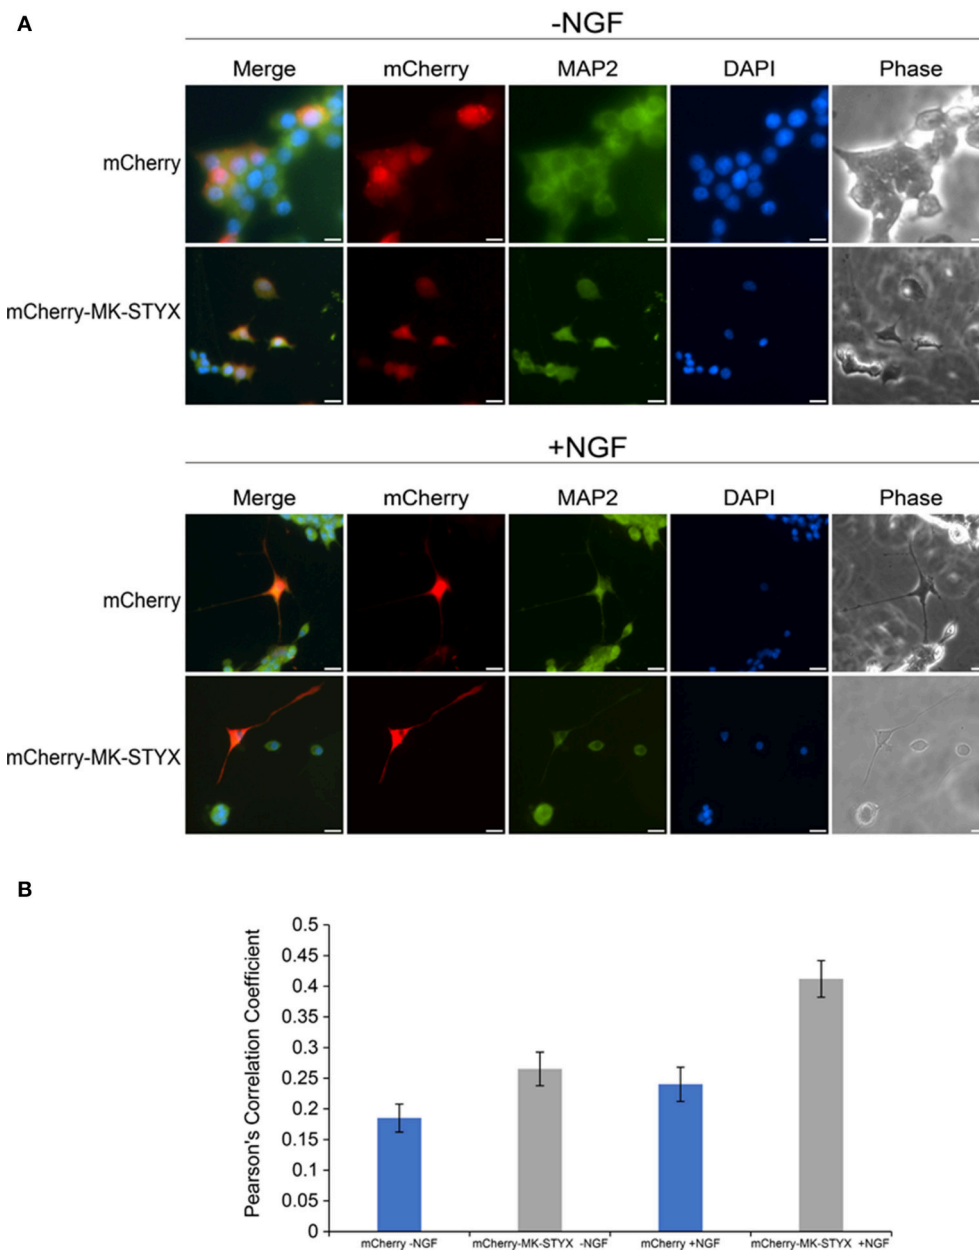 A
-NGF
Merge mCherry MAP2 DAPI Phase
mCherry
mCherry-MK-STYX
+NGF
Merge mCherry MAP2 DAPI Phase
mCherry
mCherry-MK-STYX
B
Pearson's Correlation Coefficient
0.5
0.45
0.4
0.35
0.3
0.25
0.2
0.15
0.1
0.05
0
mCherry -NGF mCherry-MK-STYX -NGF mCherry +NGF mCherry-MK-STYX +NGF